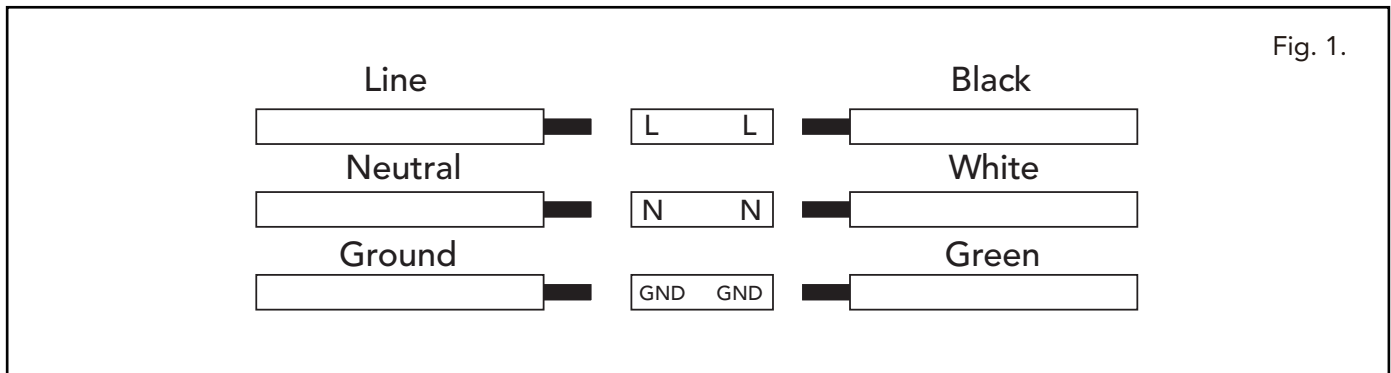 Fig. 1.
Line Black
L L
Neutral White
N N
Ground Green
GND GND